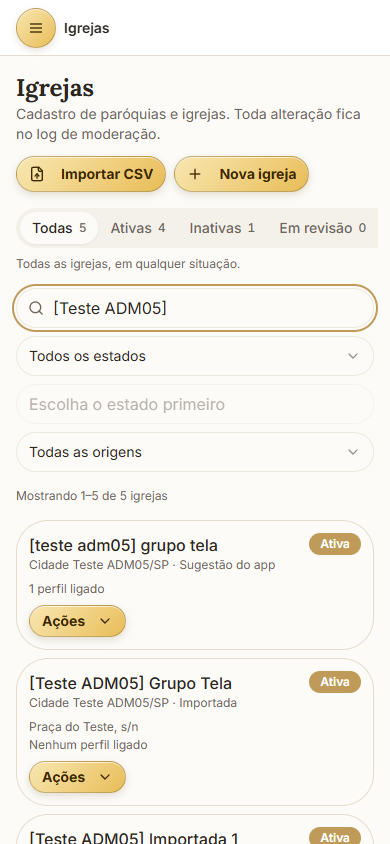 Igrejas
Igrejas
Cadastro de paróquias e igrejas. Toda alteração fica
no log de moderação.
Importar CSV
Nova igreja
Todas 5
Ativas 4
Inativas 1
Em revisão 0
Todas as igrejas, em qualquer situação.
[Teste ADM05]
Todos os estados
Escolha o estado primeiro
Todas as origens
Mostrando 1–5 de 5 igrejas
[teste adm05] grupo tela
Ativa
Cidade Teste ADM05/SP · Sugestão do app
1 perfil ligado
Ações
[Teste ADM05] Grupo Tela
Ativa
Cidade Teste ADM05/SP · Importada
Praça do Teste, s/n
Nenhum perfil ligado
Ações
[Teste ADM05] Importada 1
Ativa